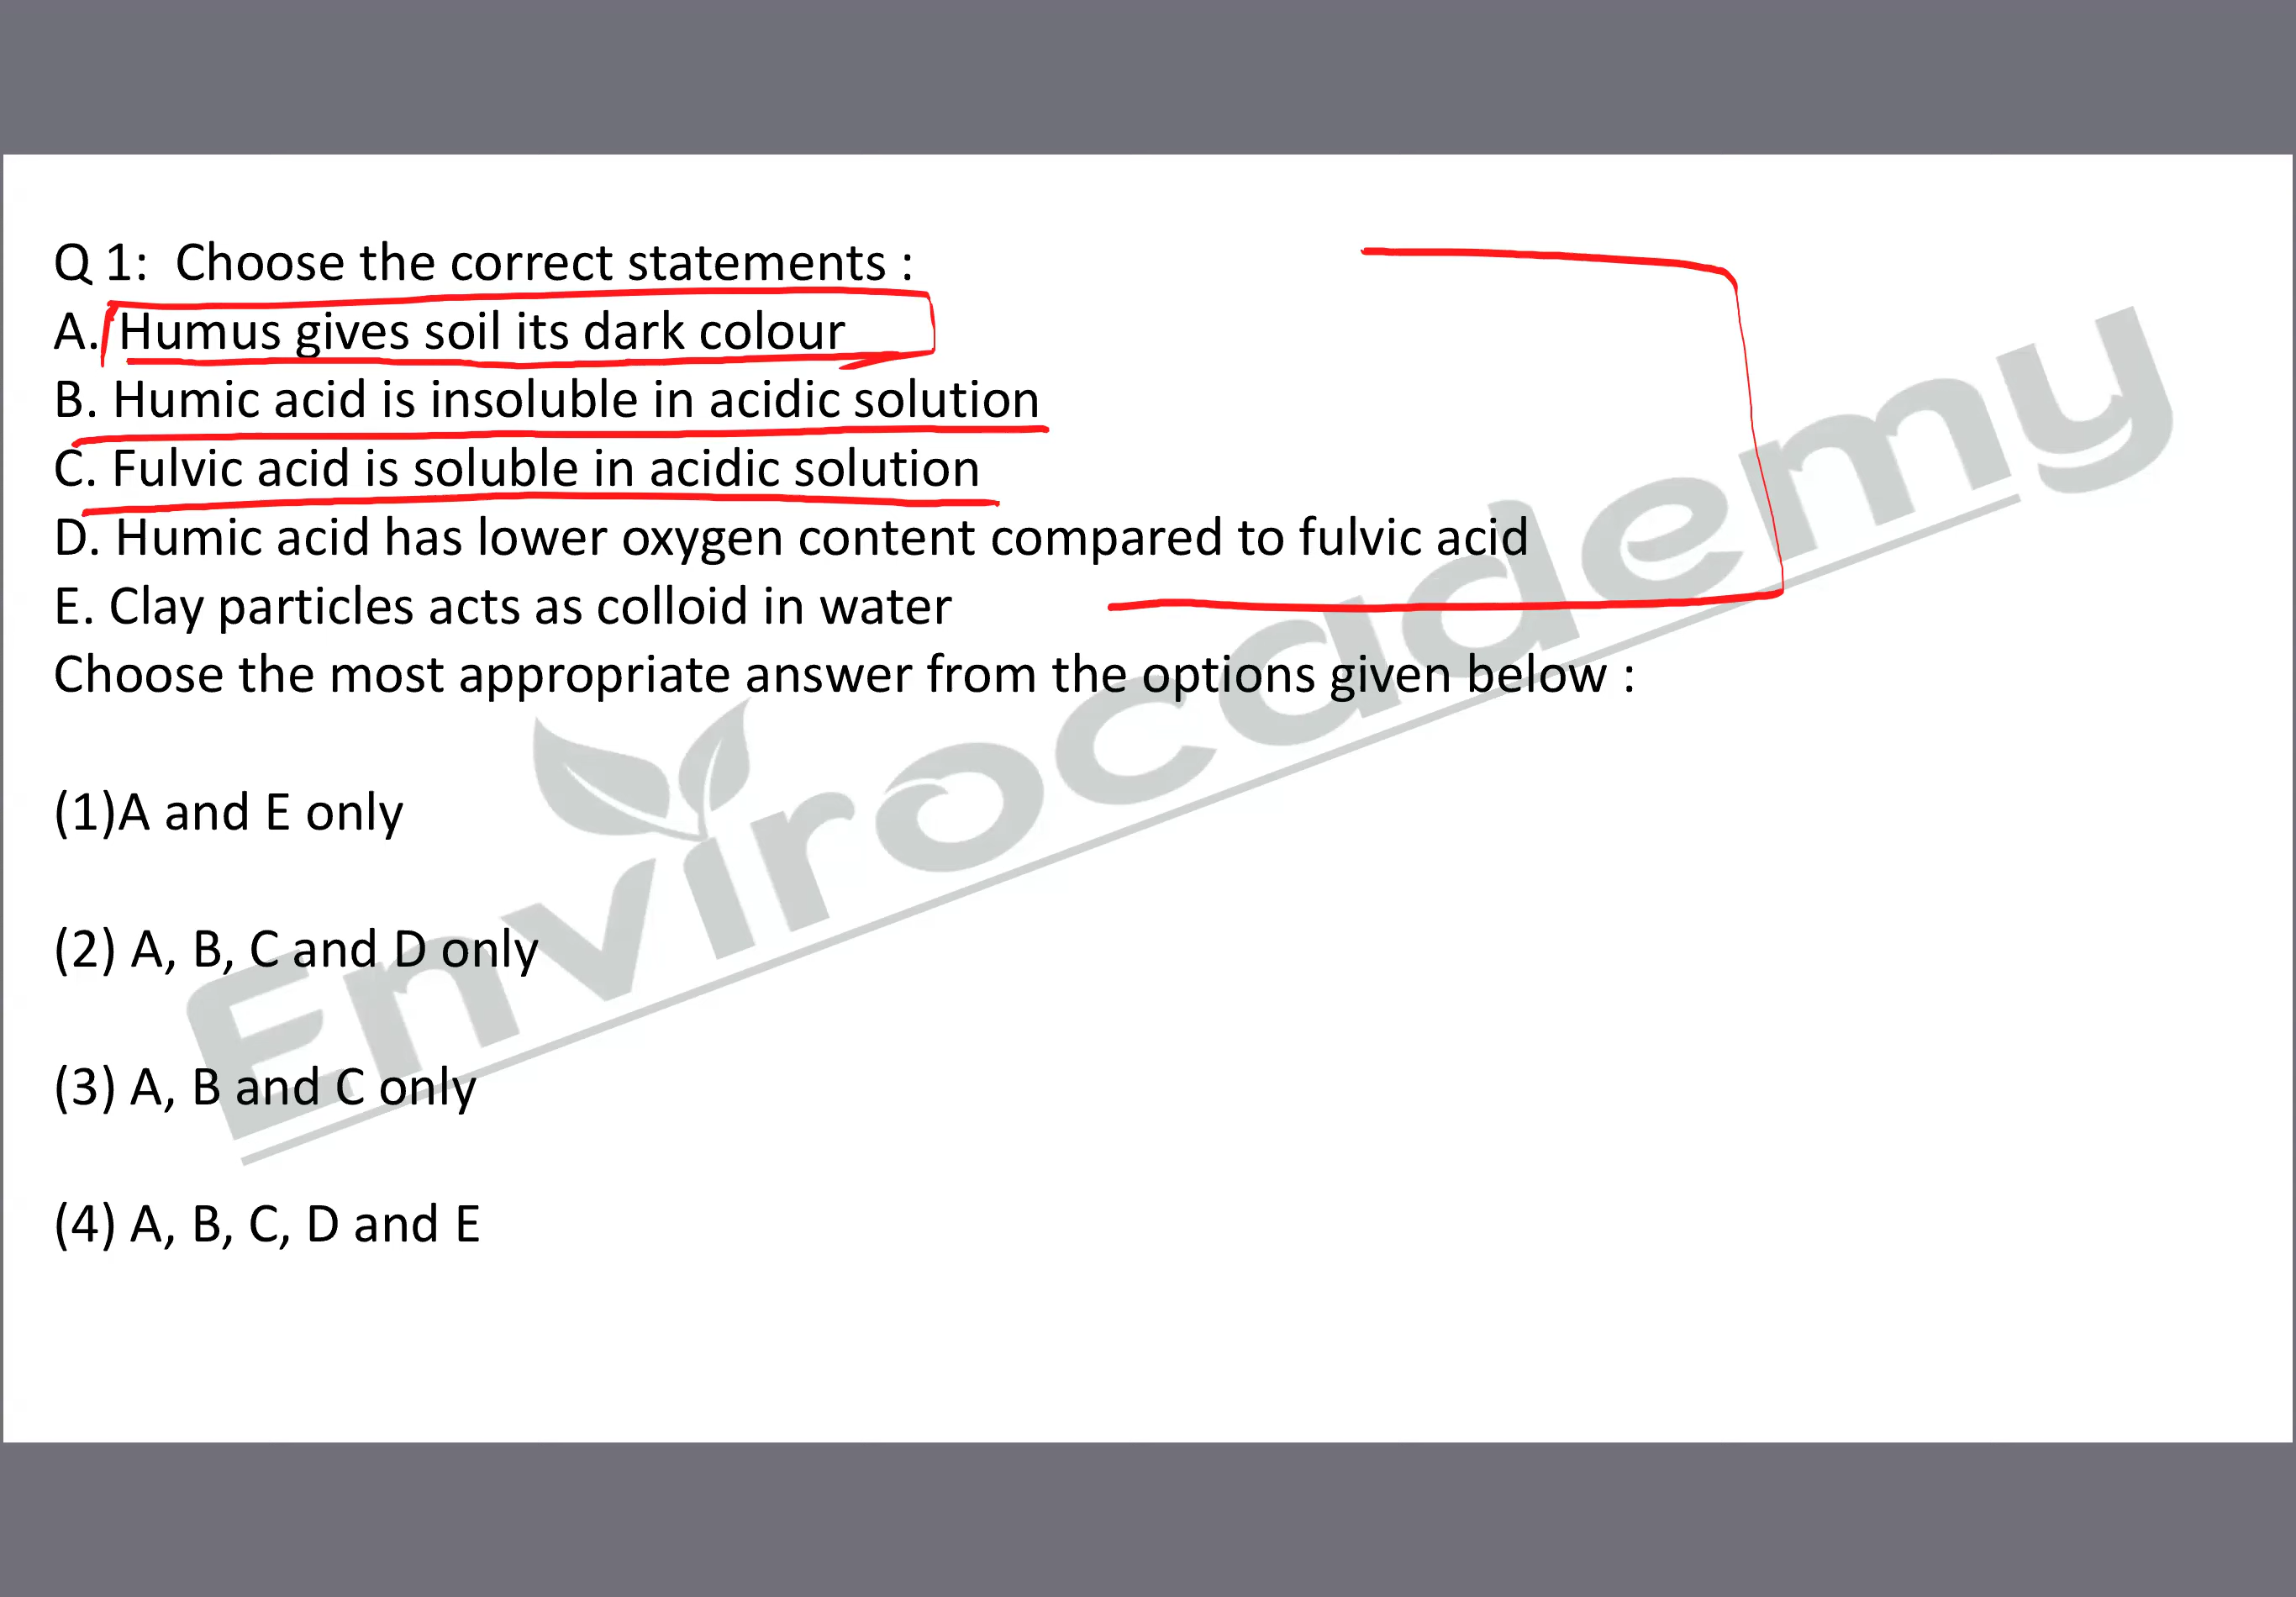 Q 1: Choose the correct statements :
A. Humus gives soil its dark colour
B. Humic acid is insoluble in acidic solution
C. Fulvic acid is soluble in acidic solution
D. Humic acid has lower oxygen content compared to fulvic acid
E. Clay particles acts as colloid in water
Choose the most appropriate answer from the options given below :
(1)A and E only
(2) A, B, C and D only
(3) A, B and C only
(4) A, B, C, D and E
Envirocademy